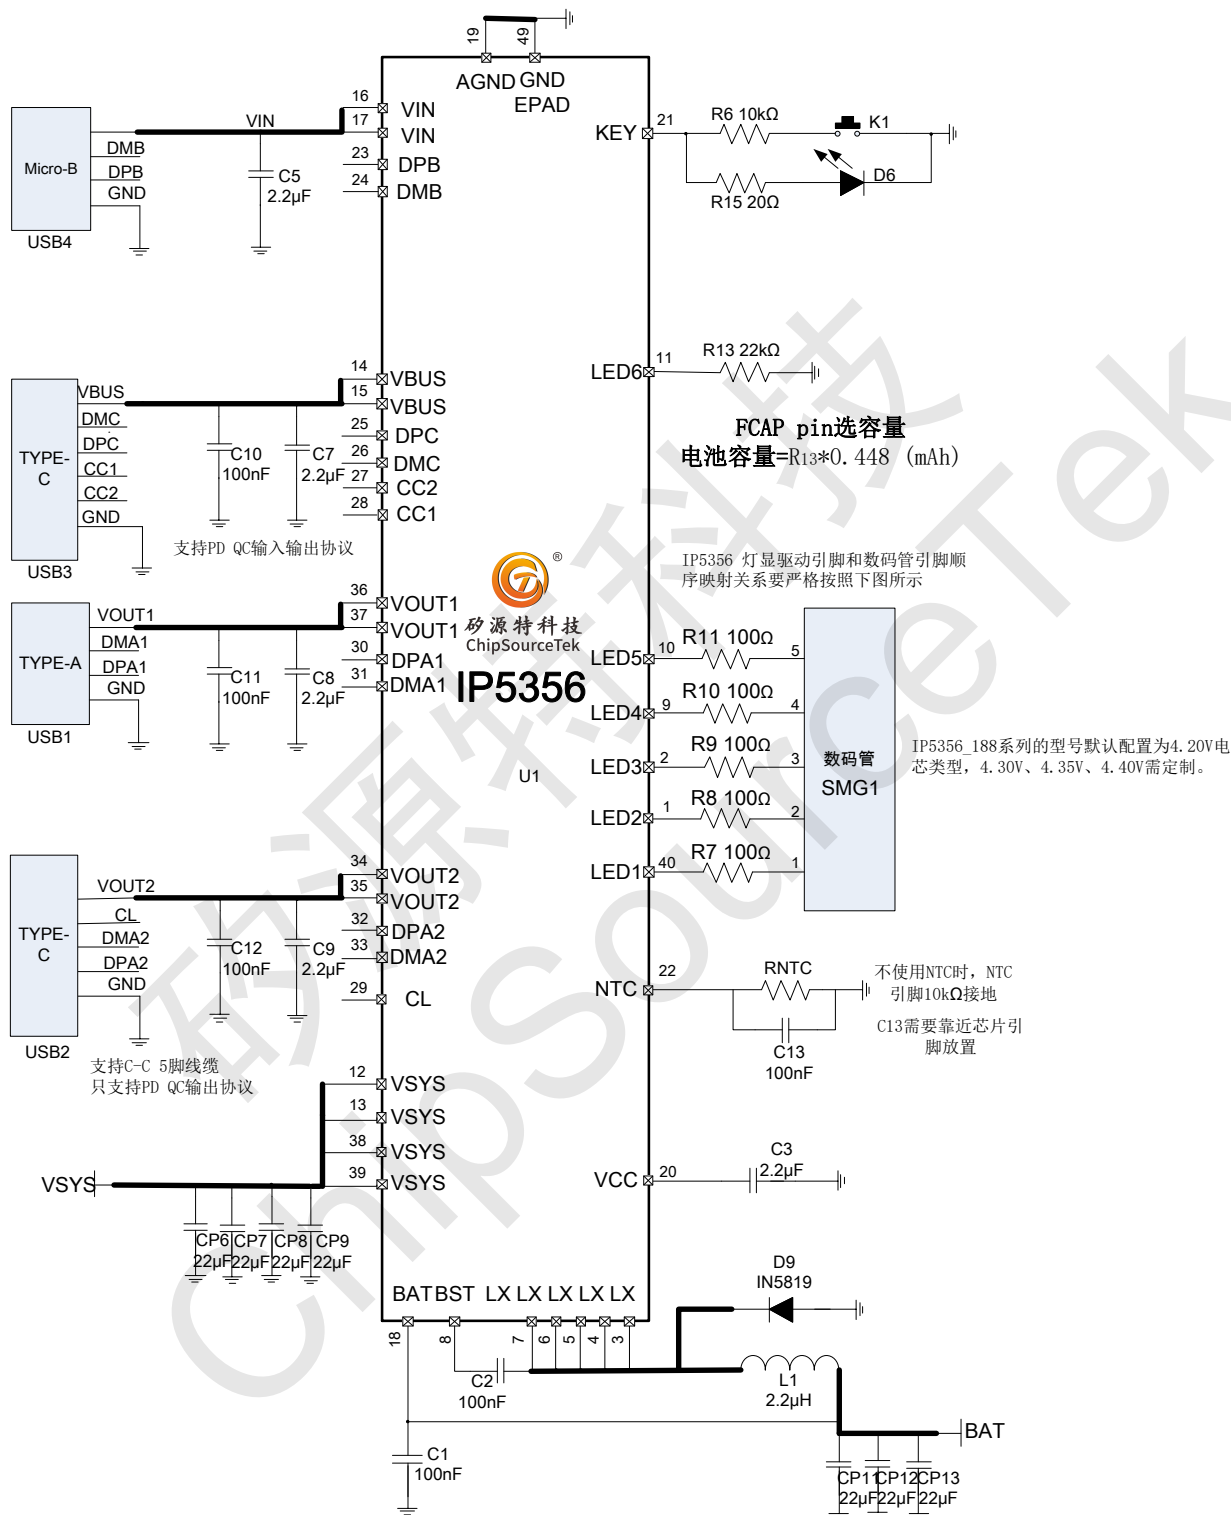 19
49
AGND GND
EPAD
16
VIN
VIN
17
VIN
Micro-B
DMB
DPB
GND
USB4
C5
2.2μF
23
DPB
24
DMB
21
KEY
R6 10kΩ
K1
D6
R15 20Ω
14
VBUS
15
VBUS
25
DPC
26
DMC
27
CC2
28
CC1
TYPE-
C
VBUS
DMC
DPC
CC1
CC2
GND
USB3
C10
100nF
C7
2.2μF
支持PD QC输入输出协议
11
LED6
R13 22kΩ
FCAP pin选容量
电池容量=R13*0.448 (mAh)
®
矽源特科技
ChipSourceTek
IP5356
U1
IP5356 灯显驱动引脚和数码管引脚顺
序映射关系要严格按照下图所示
36
VOUT1
37
VOUT1
30
DPA1
31
DMA1
TYPE-A
VOUT1
DMA1
DPA1
GND
USB1
C11
100nF
C8
2.2μF
LED5
10
R11 100Ω
5
LED4
9
R10 100Ω
4
LED3
2
R9 100Ω
3
LED2
1
R8 100Ω
2
LED1
40
R7 100Ω
1
数码管
SMG1
IP5356_188系列的型号默认配置为4.20V电
芯类型，4.30V、4.35V、4.40V需定制。
34
VOUT2
35
VOUT2
32
DPA2
33
DMA2
29
CL
TYPE-
C
VOUT2
CL
DMA2
DPA2
GND
USB2
C12
100nF
C9
2.2μF
支持C-C 5脚线缆
只支持PD QC输出协议
NTC
22
RNTC
C13
100nF
不使用NTC时，NTC
引脚10kΩ接地
C13需要靠近芯片引
脚放置
12
VSYS
13
VSYS
38
VSYS
39
VSYS
VSYS
CP6
22μF
CP7
22μF
CP8
22μF
CP9
22μF
VCC
20
C3
2.2μF
BAT BST LX LX LX LX LX
18
8
7
6
5
4
3
C2
100nF
D9
IN5819
L1
2.2μH
BAT
C1
100nF
CP11
22μF
CP12
22μF
CP13
22μF
矽源特科技
ChipSourceTek